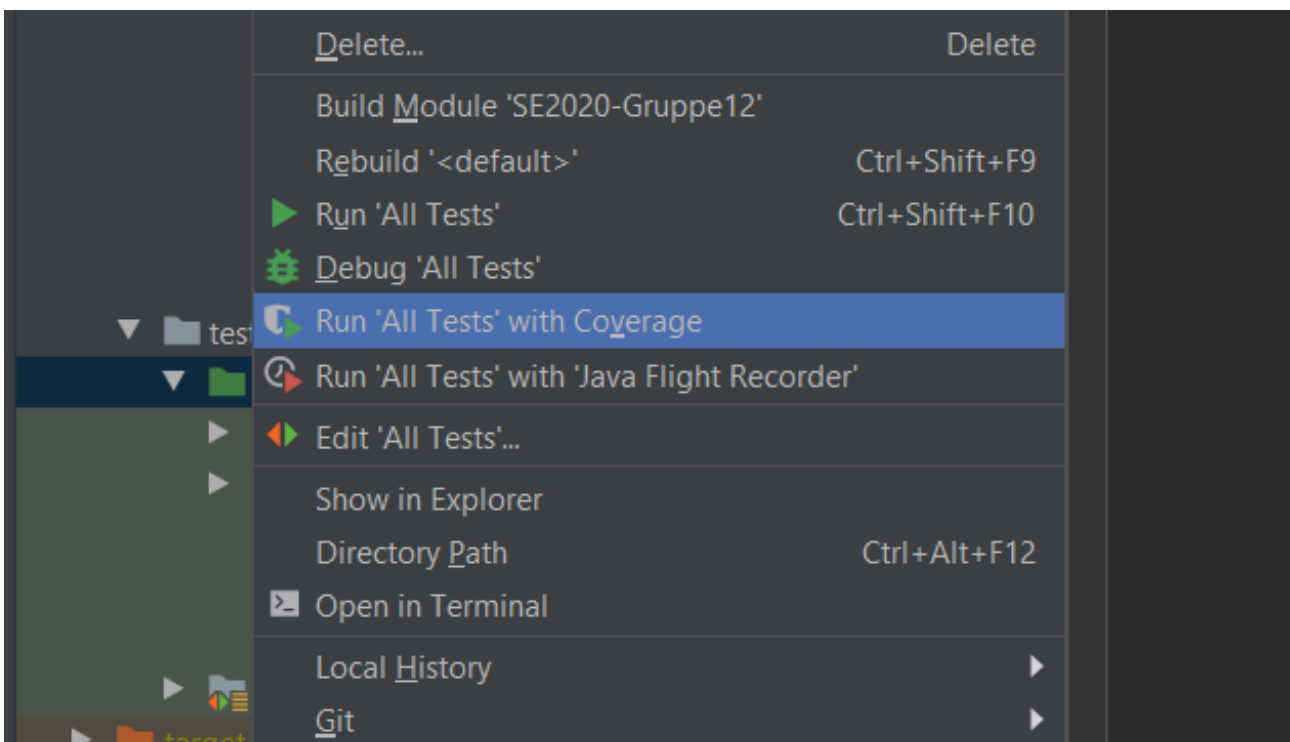 Delete... Delete
Build Module 'SE2020-Gruppe12'
Rebuild '<default>' Ctrl+Shift+F9
Run 'All Tests' Ctrl+Shift+F10
Debug 'All Tests'
tes
Run 'All Tests' with Coverage
Run 'All Tests' with 'Java Flight Recorder'
Edit 'All Tests'...
Show in Explorer
Directory Path Ctrl+Alt+F12
Open in Terminal
Local History
Git
target